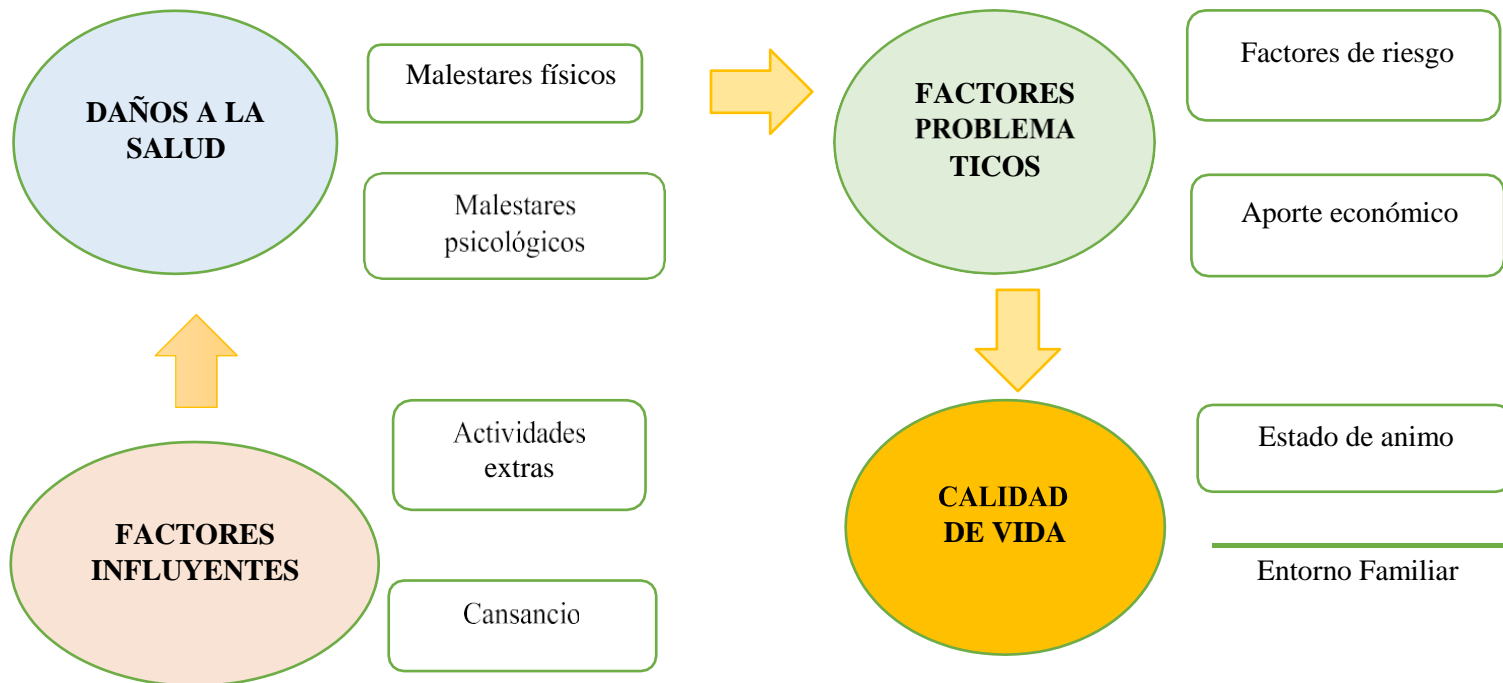 DAÑOS A LA
SALUD
Malestares físicos
Malestares
psicológicos
FACTORES
PROBLEMA
TICOS
Factores de riesgo
Aporte económico
FACTORES
INFLUYENTES
Actividades
extras
Cansancio
CALIDAD
DE VIDA
Estado de animo
Entorno Familiar